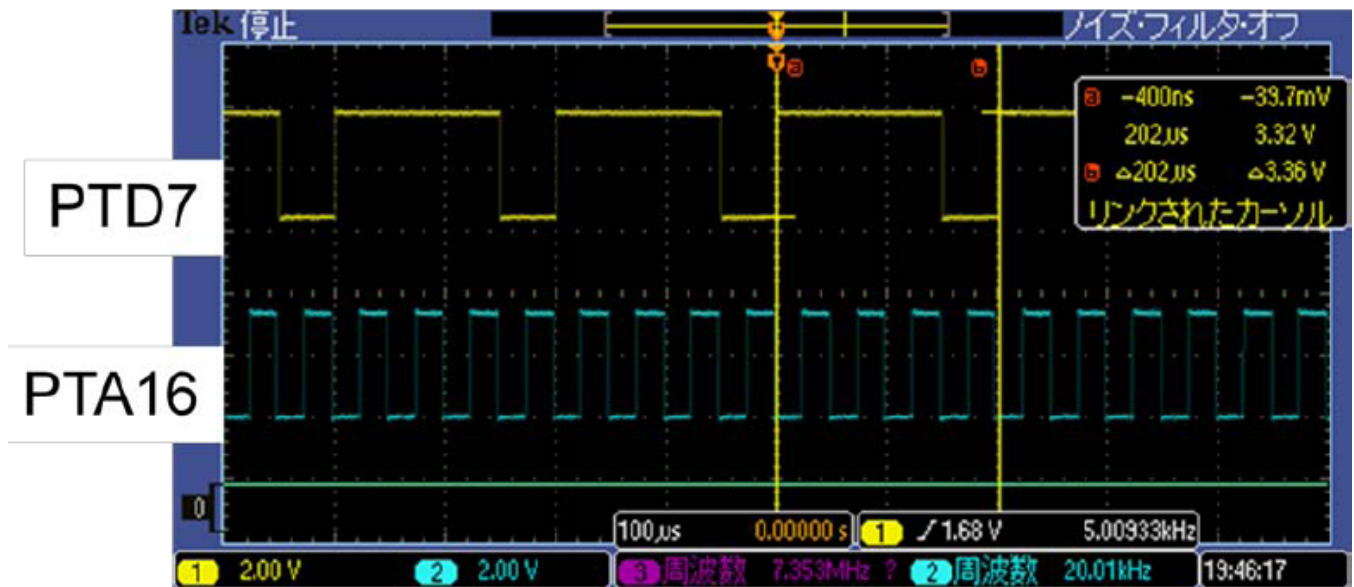 Tek 停止 ノイズ・フィルタ・オフ
a b
a -400ns -39.7mV
202µs 3.32 V
b △202µs △3.36 V
リンクされたカーソル
PTD7
PTA16
0
100µs 0.00000 s 1 1.68 V 5.00933kHz
1 2.00 V 2 2.00 V 3 周波数 7.353MHz ? 2 周波数 20.01kHz 19:46:17